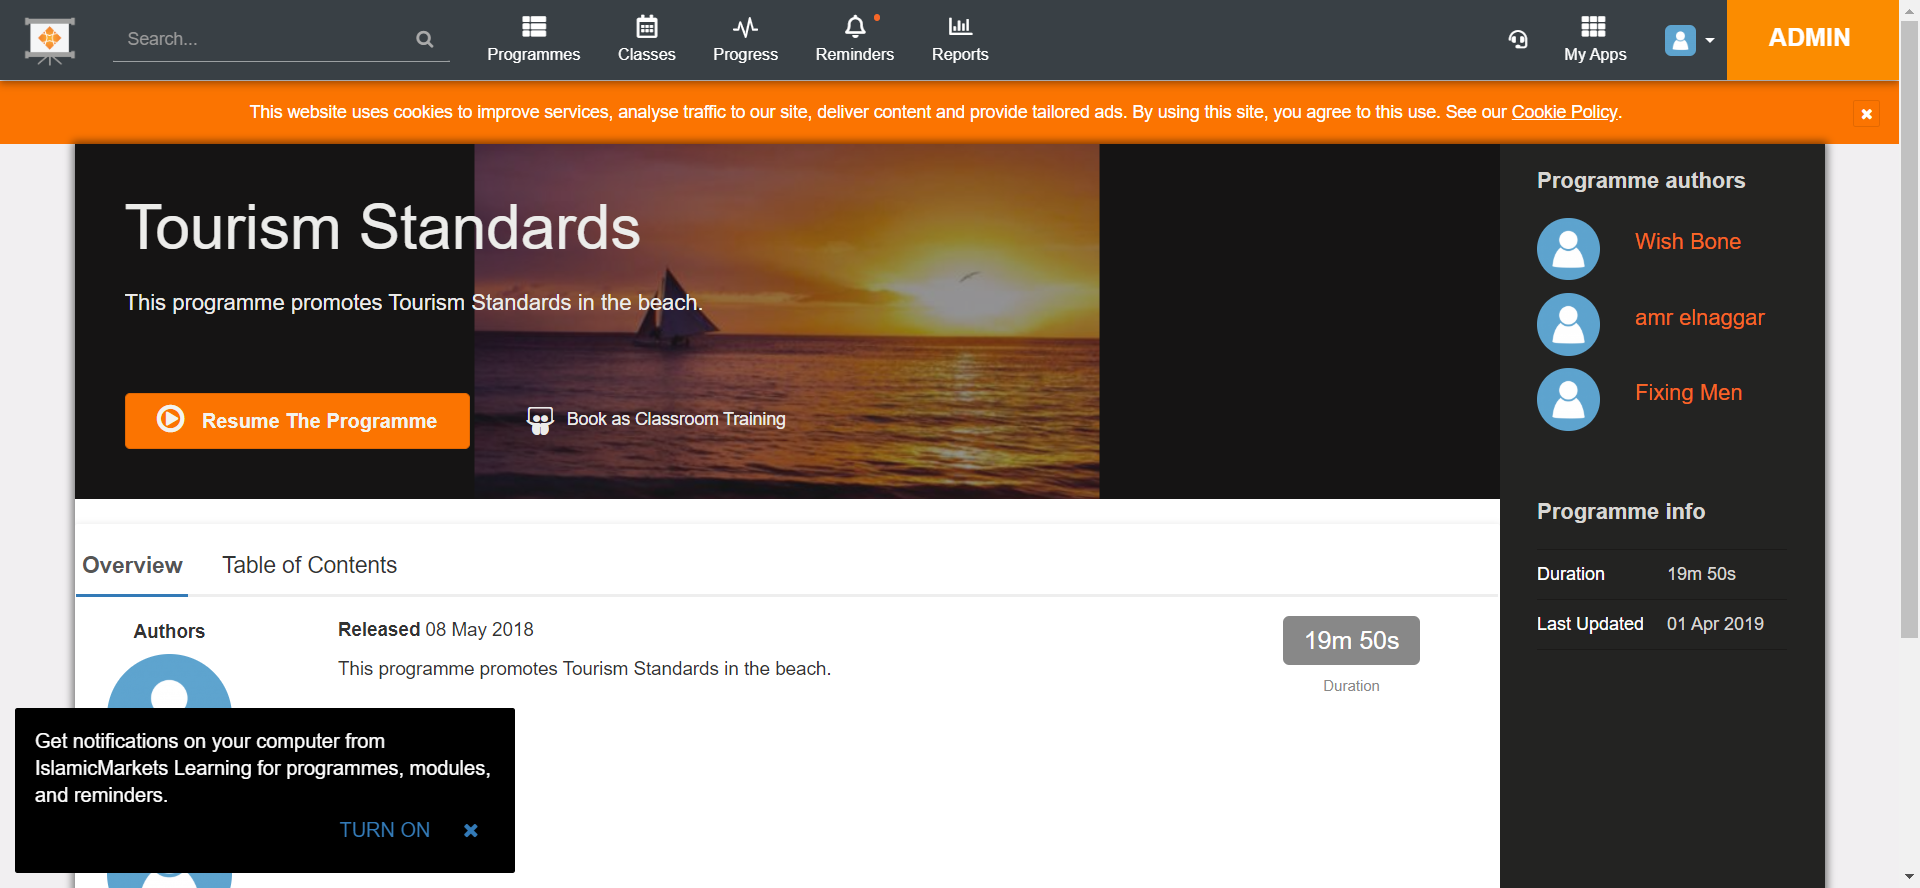 Search...
Programmes
Classes
Progress
Reminders
Reports
My Apps
ADMIN
This website uses cookies to improve services, analyse traffic to our site, deliver content and provide tailored ads. By using this site, you agree to this use. See our Cookie Policy.
Tourism Standards
This programme promotes Tourism Standards in the beach.
Resume The Programme
Book as Classroom Training
Programme authors
Wish Bone
amr elnaggar
Fixing Men
Programme info
Duration 19m 50s
Last Updated 01 Apr 2019
Overview
Table of Contents
Authors
Released 08 May 2018
This programme promotes Tourism Standards in the beach.
19m 50s
Duration
Get notifications on your computer from
IslamicMarkets Learning for programmes, modules,
and reminders.
TURN ON